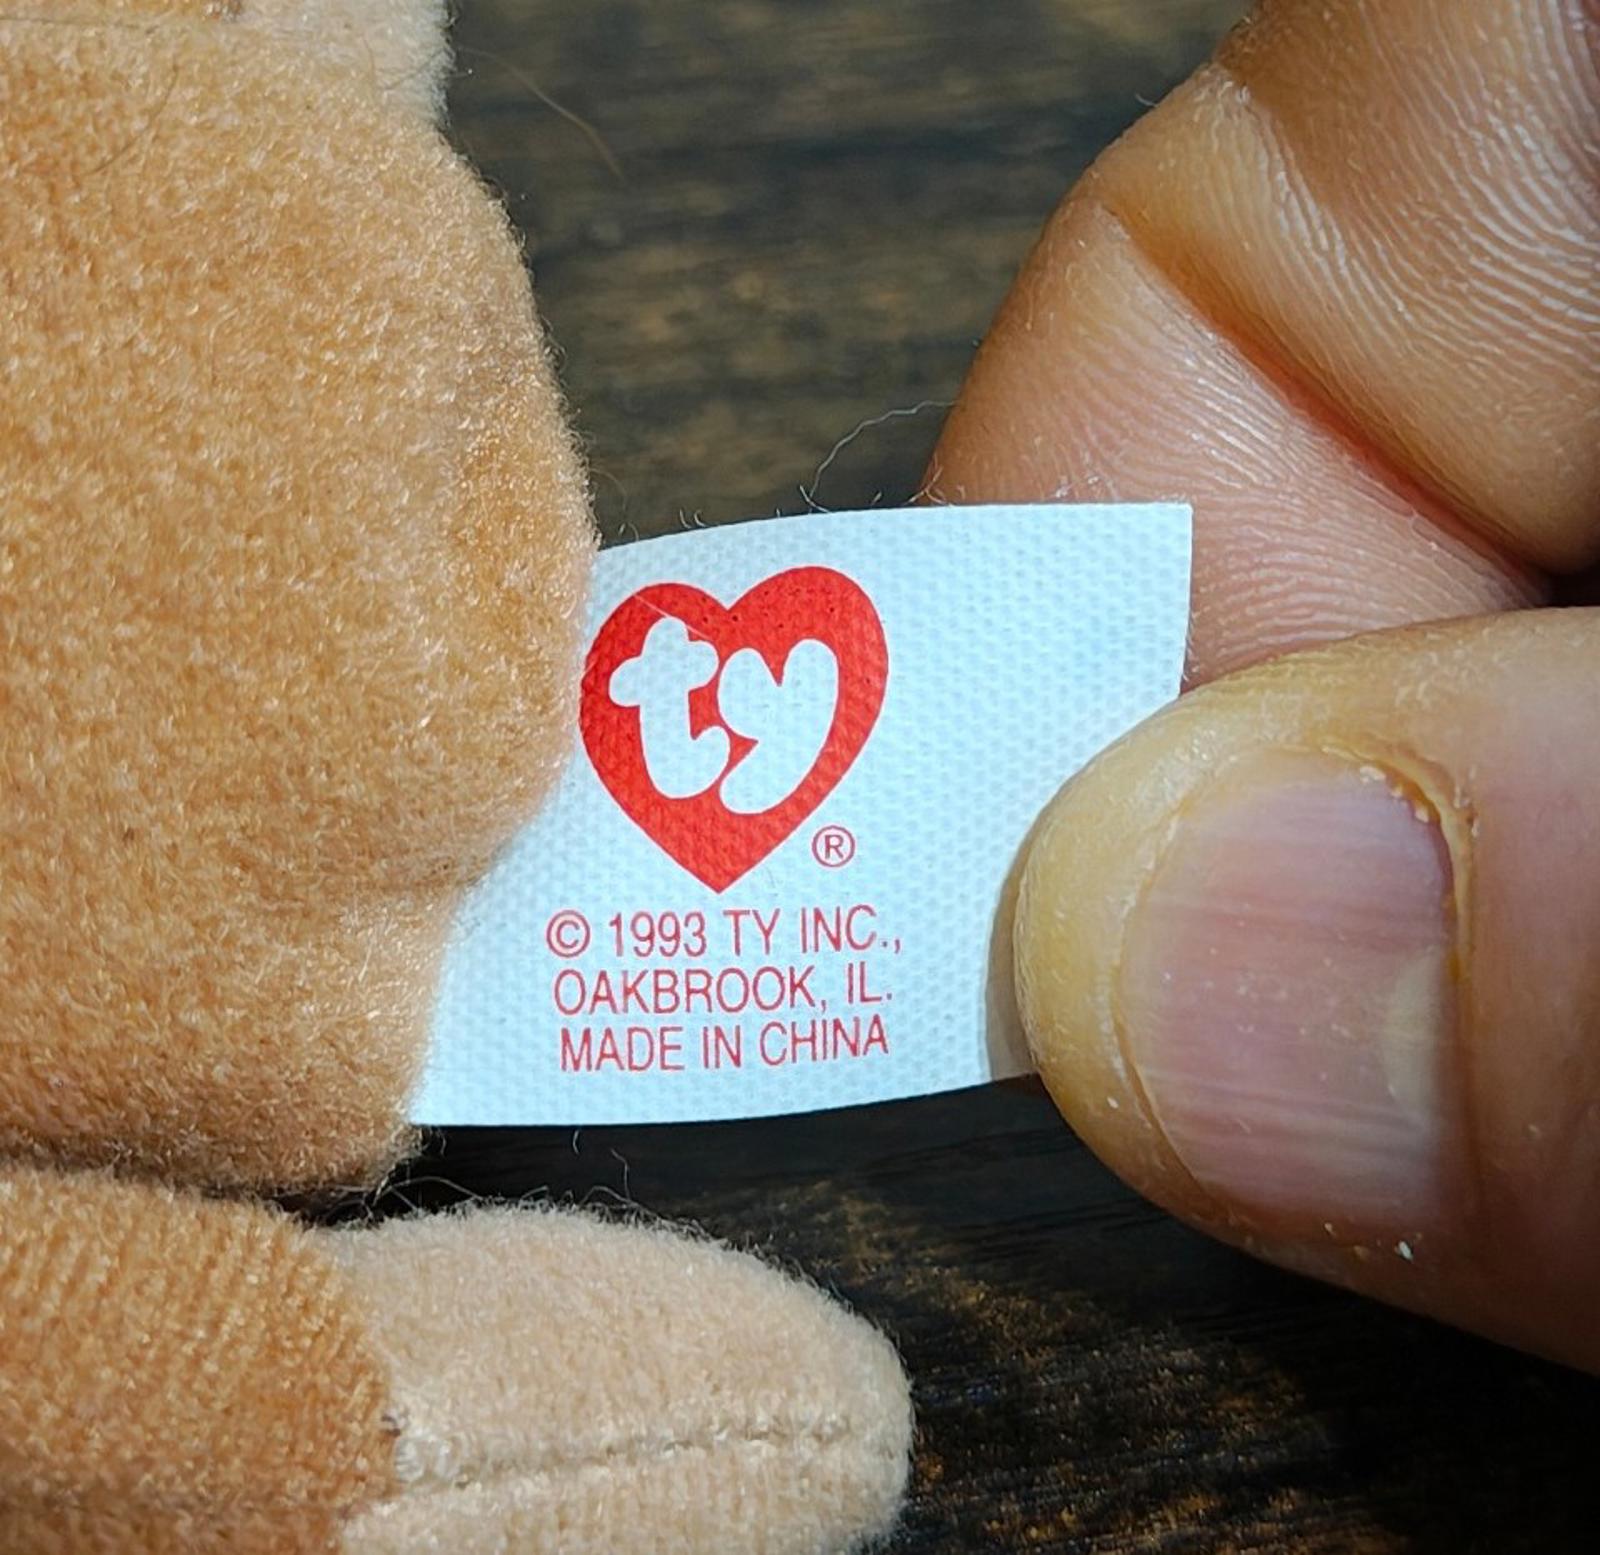 ty
®
© 1993 TY INC.,
OAKBROOK, IL.
MADE IN CHINA